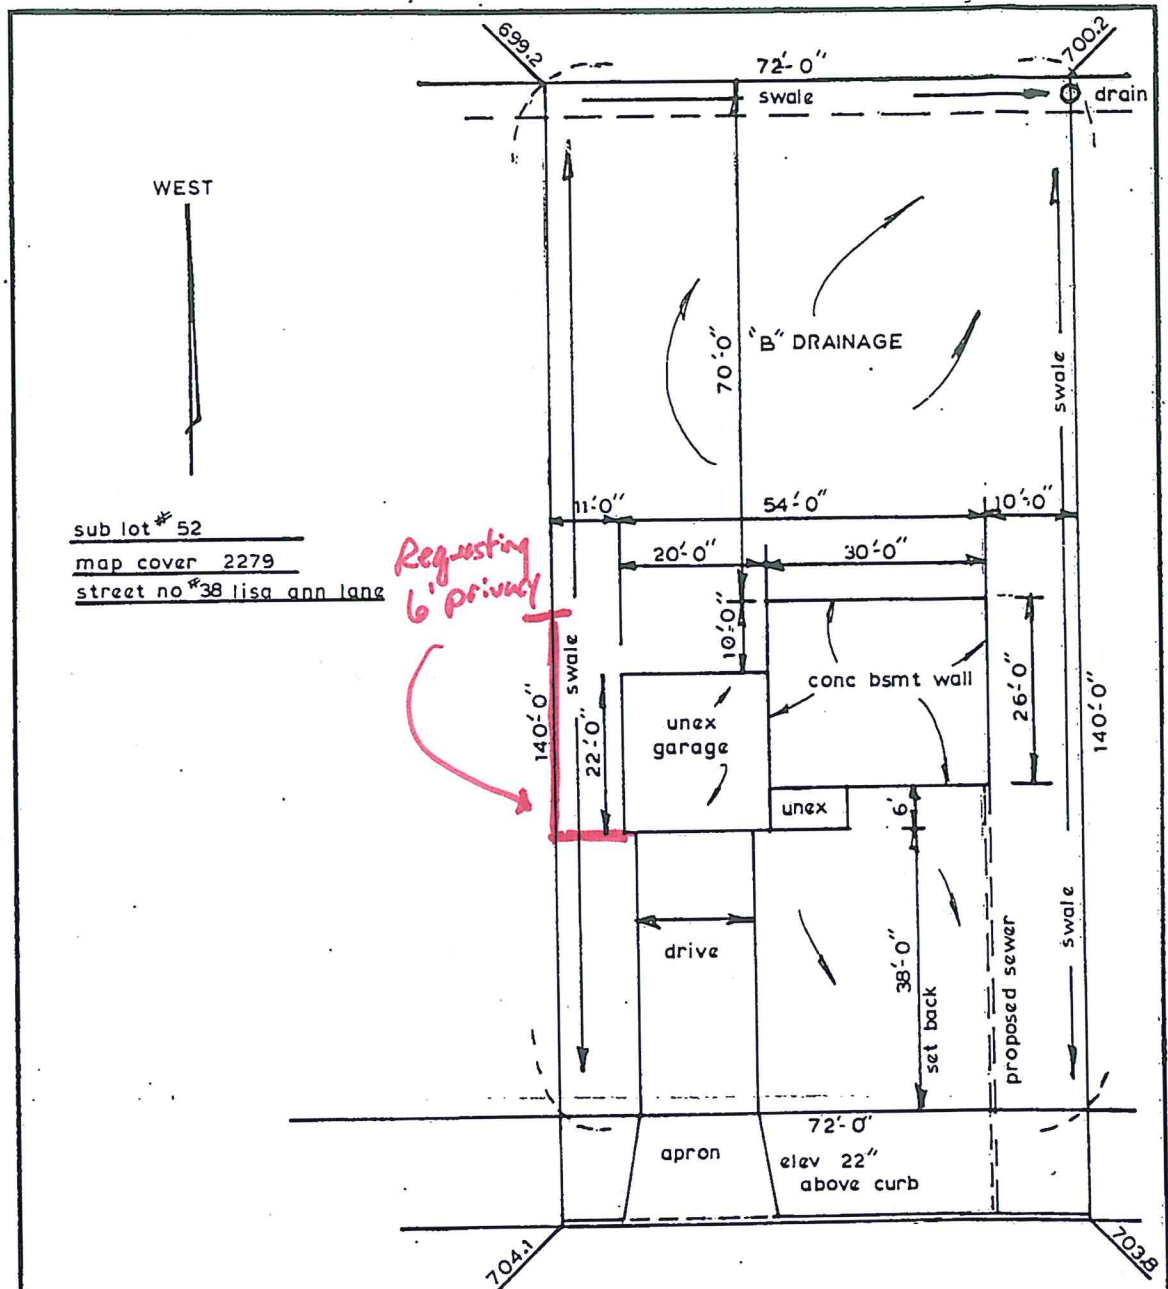 699.2
700.2
72'-0"
swale
drain
WEST
70'-0"
"B" DRAINAGE
swale
11'-0"
54'-0"
10'-0"
sub lot # 52
map cover 2279
street no #38 lisa ann lane
Requesting
6' privacy
20'-0"
30'-0"
10'-0"
swale
140'-0"
22'-0"
unex
garage
conc bsmt wall
26'-0"
140'-0"
unex
6'
drive
38'-0"
set back
proposed sewer
swale
72'-0"
apron
elev 22"
above curb
704.1
703.8